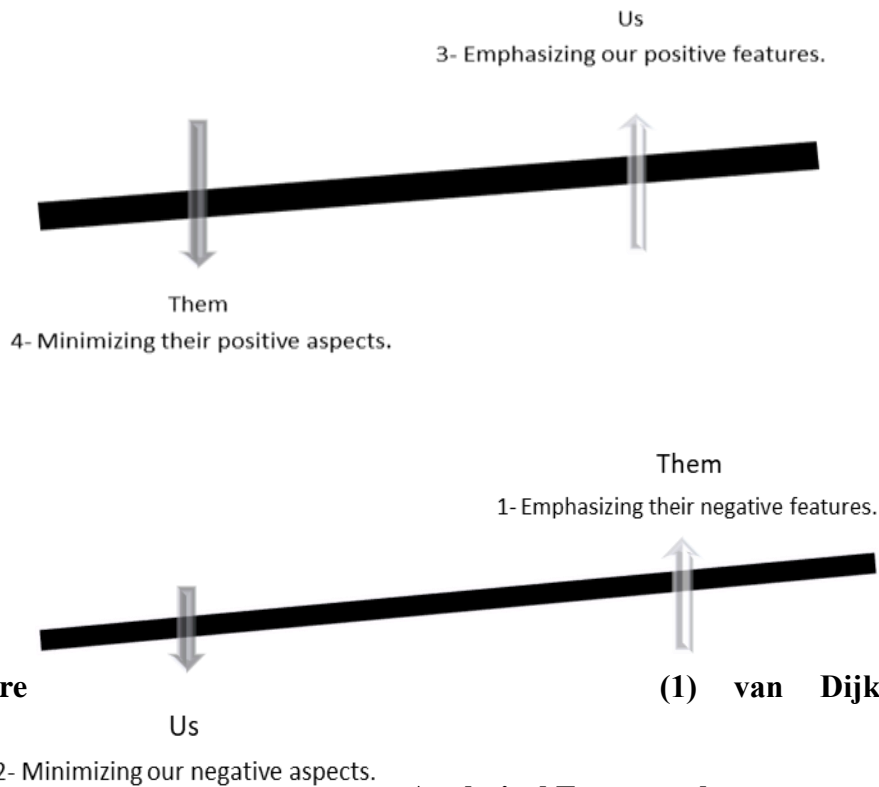 Us
3- Emphasizing our positive features.
Them
4- Minimizing their positive aspects.
Them
1- Emphasizing their negative features.
re (1) van Dijk
Us
2- Minimizing our negative aspects.